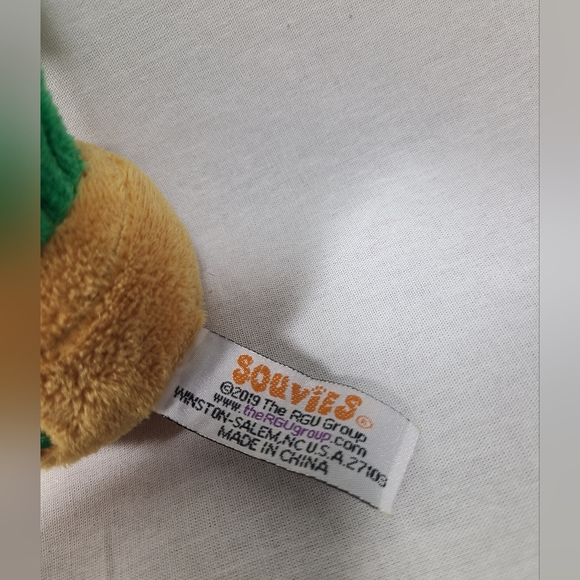 SOUVIES®
©2019 The RGU Group
www.theRGUgroup.com
WINSTON-SALEM,NC U.S.A.27103
MADE IN CHINA